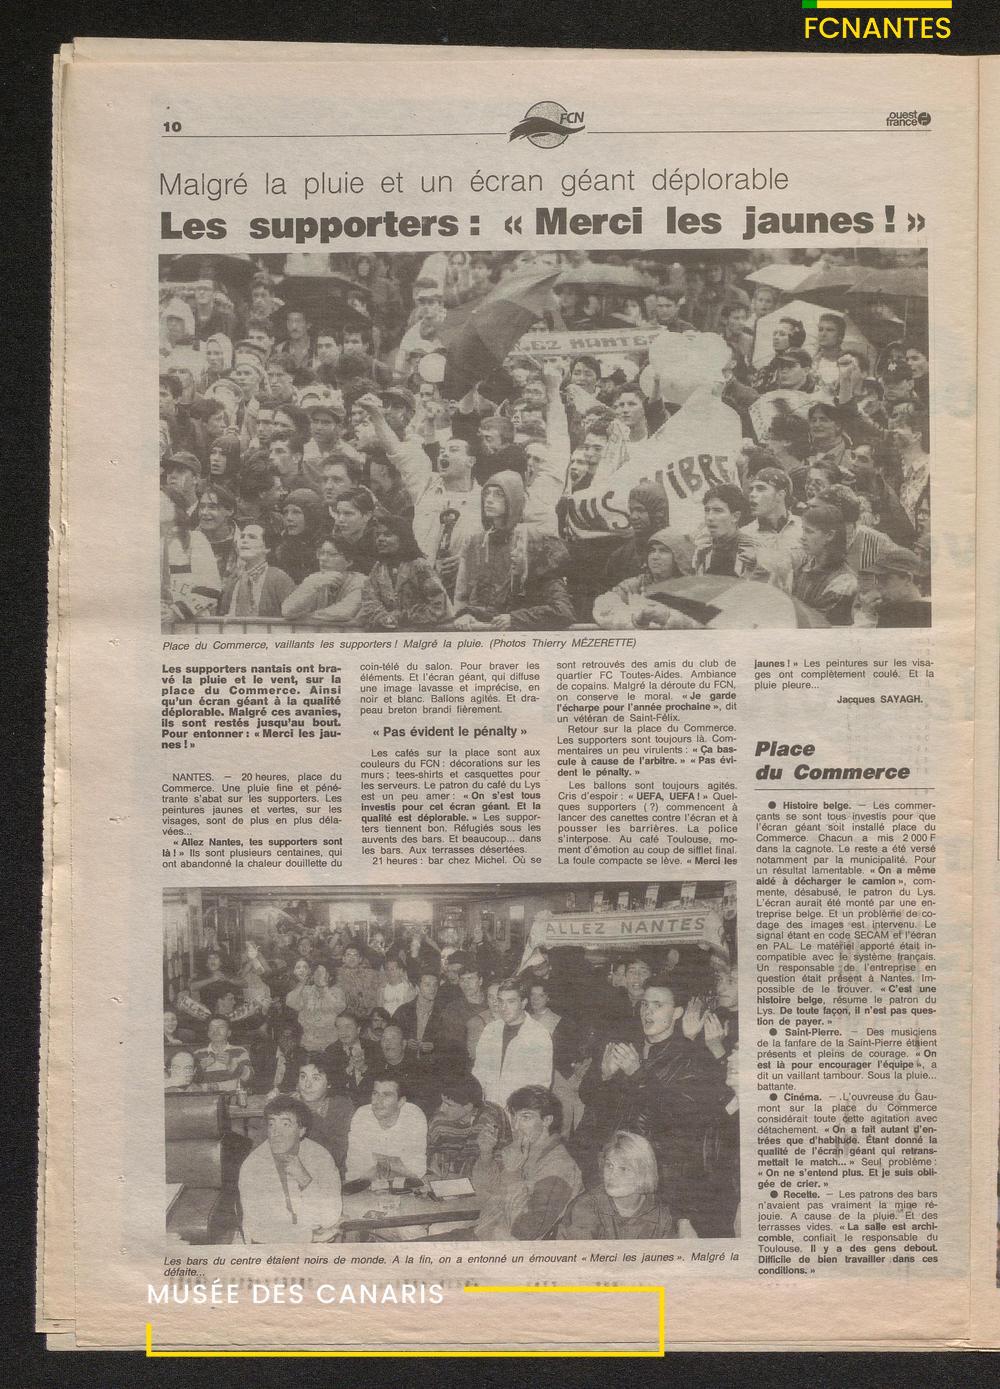 FCNANTES
10
FCN
ouest
france
Malgré la pluie et un écran géant déplorable
Les supporters : « Merci les jaunes ! »
ALLEZ NANTES
VIBRE
Place du Commerce, vaillants les supporters ! Malgré la pluie. (Photos Thierry MÉZERETTE)
Les supporters nantais ont bra-
vé la pluie et le vent, sur la
place du Commerce. Ainsi
qu'un écran géant à la qualité
déplorable. Malgré ces avanies,
ils sont restés jusqu'au bout.
Pour entonner : « Merci les jau-
nes ! »
NANTES. — 20 heures, place du
Commerce. Une pluie fine et péné-
trante s'abat sur les supporters. Les
peintures jaunes et vertes, sur les
visages, sont de plus en plus déla-
vées...
« Allez Nantes, tes supporters sont
là ! » Ils sont plusieurs centaines, qui
ont abandonné la chaleur douillette du
coin-télé du salon. Pour braver les
éléments. Et l'écran géant, qui diffuse
une image lavasse et imprécise, en
noir et blanc. Ballons agités. Et dra-
peau breton brandi fièrement.
« Pas évident le pénalty »
Les cafés sur la place sont aux
couleurs du FCN : décorations sur les
murs ; tees-shirts et casquettes pour
les serveurs. Le patron du café du Lys
est un peu amer : « On s'est tous
investis pour cet écran géant. Et la
qualité est déplorable. » Les suppor-
ters tiennent bon. Réfugiés sous les
auvents des bars. Et beaucoup... dans
les bars. Aux terrasses désertées.
21 heures : bar chez Michel. Où se
sont retrouvés des amis du club de
quartier FC Toutes-Aides. Ambiance
de copains. Malgré la déroute du FCN,
on conserve le moral. « Je garde
l'écharpe pour l'année prochaine », dit
un vétéran de Saint-Félix.
Retour sur la place du Commerce.
Les supporters sont toujours là. Com-
mentaires un peu virulents : « Ça bas-
cule à cause de l'arbitre. » « Pas évi-
dent le pénalty. »
Les ballons sont toujours agités.
Cris d'espoir : « UEFA, UEFA ! » Quel-
ques supporters (?) commencent à
lancer des canettes contre l'écran et à
pousser les barrières. La police
s'interpose. Au café Toulouse, mo-
ment d'émotion au coup de sifflet final.
La foule compacte se lève. « Merci les
jaunes ! » Les peintures sur les visa-
ges ont complètement coulé. Et la
pluie pleure...
Jacques SAYAGH.
Place
du Commerce
● Histoire belge. — Les commer-
çants se sont tous investis pour que
l'écran géant soit installé place du
Commerce. Chacun a mis 2 000 F
dans la cagnote. Le reste a été versé
notamment par la municipalité. Pour
un résultat lamentable. « On a même
aidé à décharger le camion », com-
mente, désabusé, le patron du Lys.
L'écran aurait été monté par une en-
treprise belge. Et un problème de co-
dage des images est intervenu. Le
signal étant en code SECAM et l'écran
en PAL. Le matériel apporté était in-
compatible avec le système français.
Un responsable de l'entreprise en
question était présent à Nantes. Im-
possible de le trouver. « C'est une
histoire belge, résume le patron du
Lys. De toute façon, il n'est pas ques-
tion de payer. »
● Saint-Pierre. — Des musiciens
de la fanfare de la Saint-Pierre étaient
présents et pleins de courage. « On
est là pour encourager l'équipe », a
dit un vaillant tambour. Sous la pluie...
battante.
● Cinéma. — L'ouvreuse du Gau-
mont sur la place du Commerce
considérait toute cette agitation avec
détachement. « On a fait autant d'en-
trées que d'habitude. Étant donné la
qualité de l'écran géant qui retrans-
mettait le match... » Seul problème :
« On ne s'entend plus. Et je suis obli-
gée de crier. »
● Recette. — Les patrons des bars
n'avaient pas vraiment la mine ré-
jouie. A cause de la pluie. Et des
terrasses vides. « La salle est archi-
comble, confiait le responsable du
Toulouse. Il y a des gens debout.
Difficile de bien travailler dans ces
conditions. »
ALLEZ NANTES
Les bars du centre étaient noirs de monde. A la fin, on a entonné un émouvant « Merci les jaunes ». Malgré la
défaite...
MUSÉE DES CANARIS